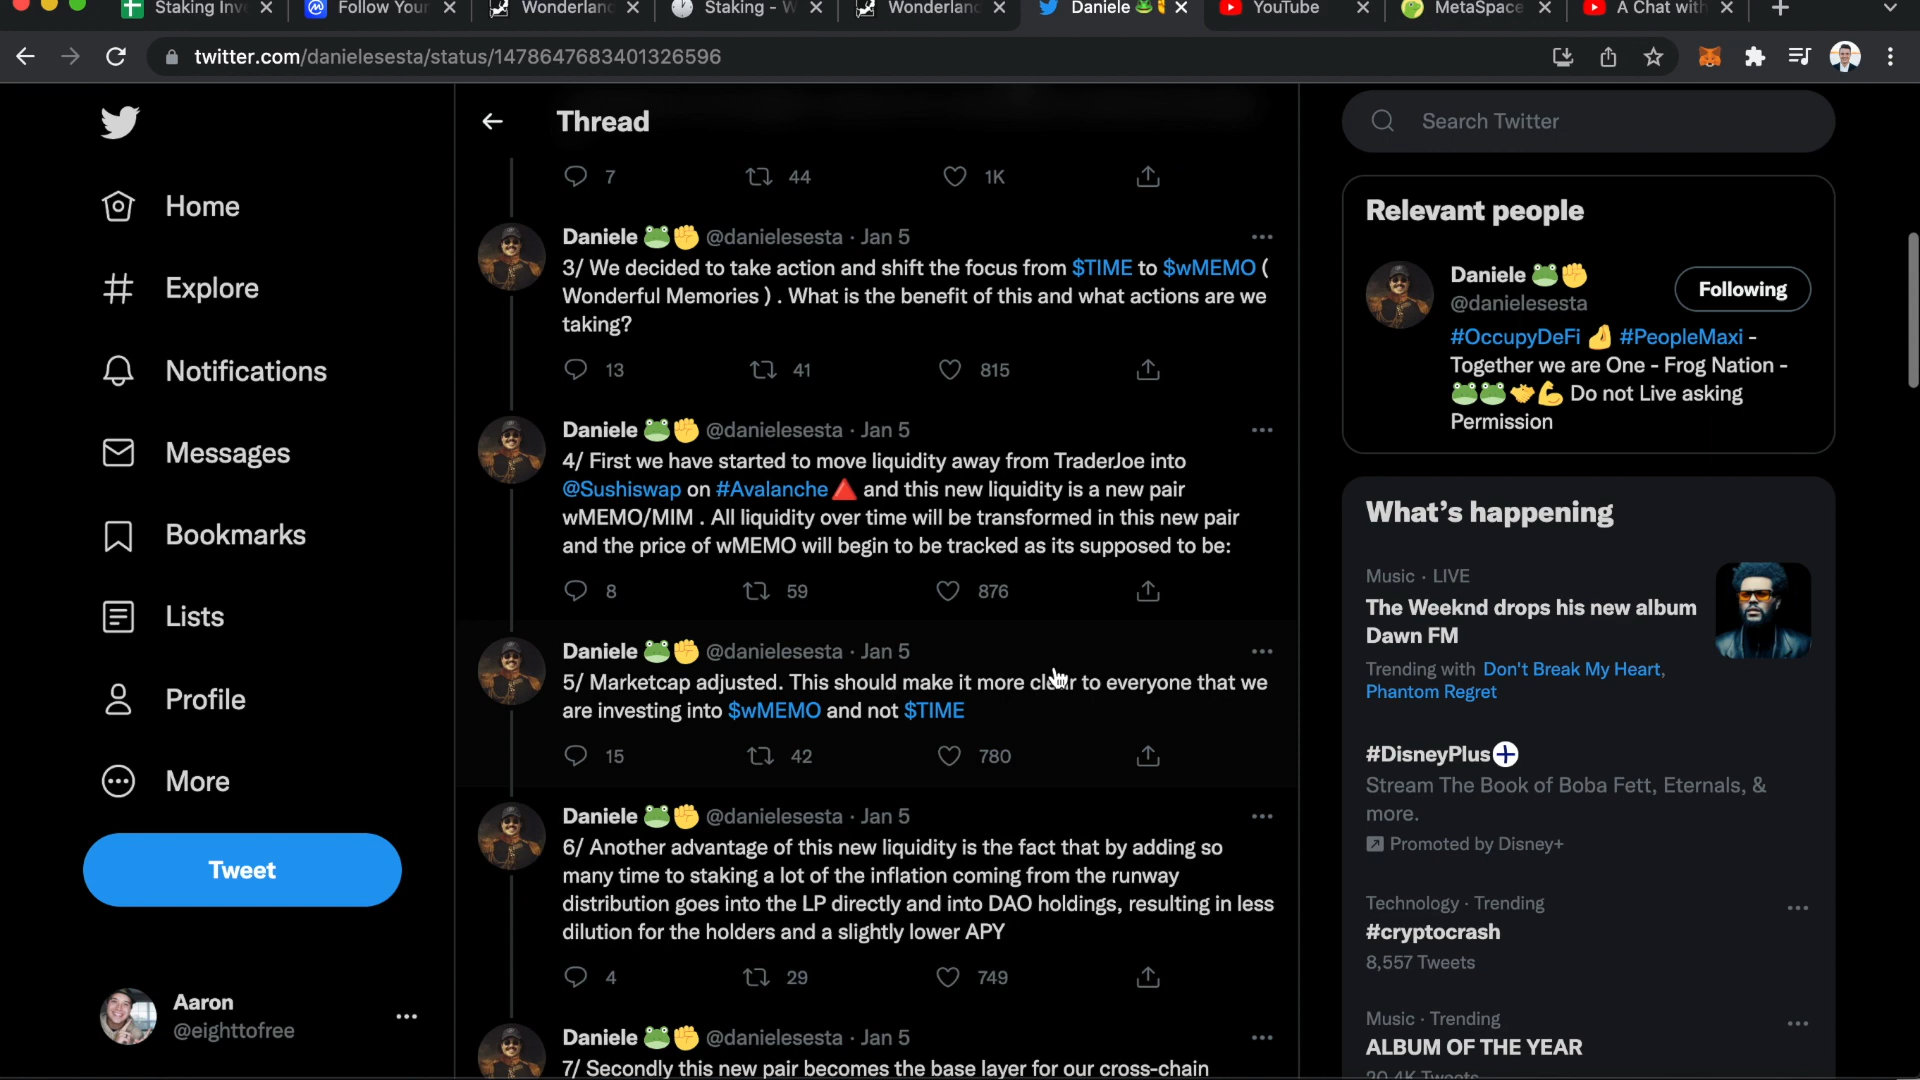 Staking Inve
Follow Your
Wonderlan
Staking - W
Wonderlan
Daniele 🐸
YouTube
MetaSpace
A Chat with
twitter.com/danielesesta/status/1478647683401326596
Home
Explore
Notifications
Messages
Bookmarks
Lists
Profile
More
Tweet
Aaron
@eighttofree
Thread
7 44 1K
Daniele 🐸✊ @danielesesta · Jan 5
3/ We decided to take action and shift the focus from $TIME to $wMEMO (
Wonderful Memories ) . What is the benefit of this and what actions are we
taking?
13 41 815
Daniele 🐸✊ @danielesesta · Jan 5
4/ First we have started to move liquidity away from TraderJoe into
@Sushiswap on #Avalanche🔺 and this new liquidity is a new pair
wMEMO/MIM . All liquidity over time will be transformed in this new pair
and the price of wMEMO will begin to be tracked as its supposed to be:
8 59 876
Daniele 🐸✊ @danielesesta · Jan 5
5/ Marketcap adjusted. This should make it more clear to everyone that we
are investing into $wMEMO and not $TIME
15 42 780
Daniele 🐸✊ @danielesesta · Jan 5
6/ Another advantage of this new liquidity is the fact that by adding so
many time to staking a lot of the inflation coming from the runway
distribution goes into the LP directly and into DAO holdings, resulting in less
dilution for the holders and a slightly lower APY
4 29 749
Daniele 🐸✊ @danielesesta · Jan 5
7/ Secondly this new pair becomes the base layer for our cross-chain
Search Twitter
Relevant people
Daniele 🐸✊
@danielesesta
Following
#OccupyDeFi 🤌 #PeopleMaxi -
Together we are One - Frog Nation -
🐸🐸🤝💪 Do not Live asking
Permission
What's happening
Music · LIVE
The Weeknd drops his new album
Dawn FM
Trending with Don't Break My Heart,
Phantom Regret
#DisneyPlus
Stream The Book of Boba Fett, Eternals, &
more.
Promoted by Disney+
Technology · Trending
#cryptocrash
8,557 Tweets
Music · Trending
ALBUM OF THE YEAR
20.4K Tweets